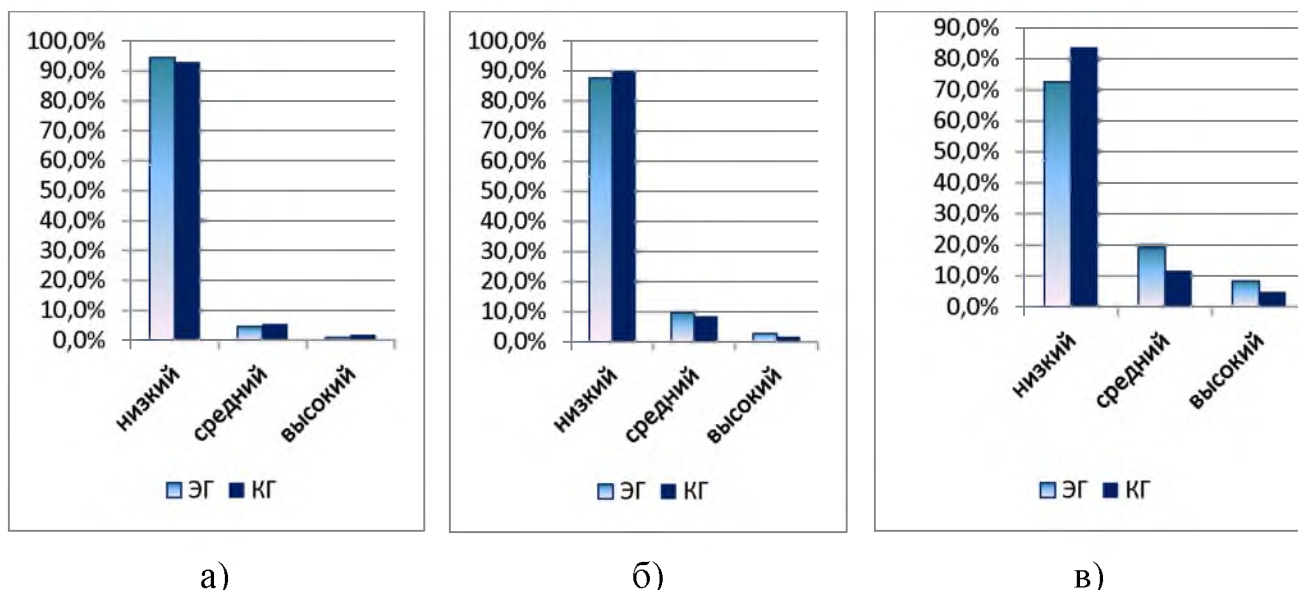 100,0%
90,0%
80,0%
70,0%
60,0%
50,0%
40,0%
30,0%
20,0%
10,0%
0,0%
низкий
средний
высокий
ЭГ КГ
а)
100,0%
90,0%
80,0%
70,0%
60,0%
50,0%
40,0%
30,0%
20,0%
10,0%
0,0%
низкий
средний
высокий
ЭГ КГ
б)
90,0%
80,0%
70,0%
60,0%
50,0%
40,0%
30,0%
20,0%
10,0%
0,0%
низкий
средний
высокий
ЭГ КГ
в)